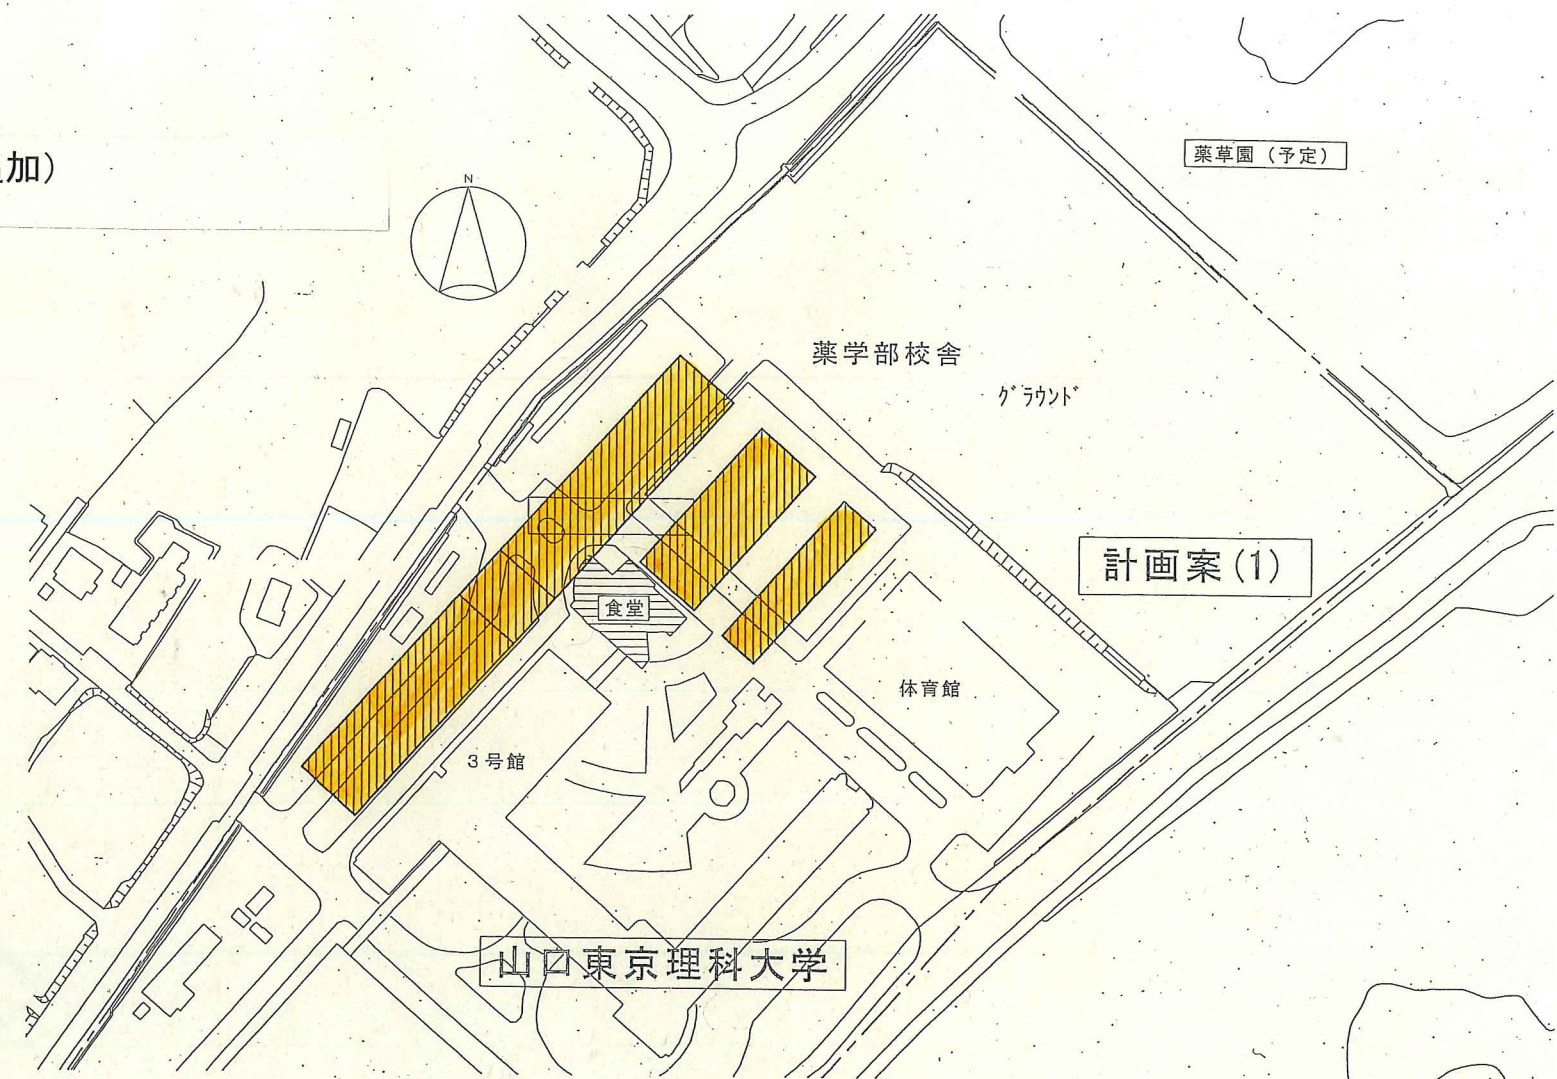 加)
N
薬草園（予定）
薬学部校舎
グラウンド
計画案(1)
食堂
体育館
3号館
山口東京理科大学